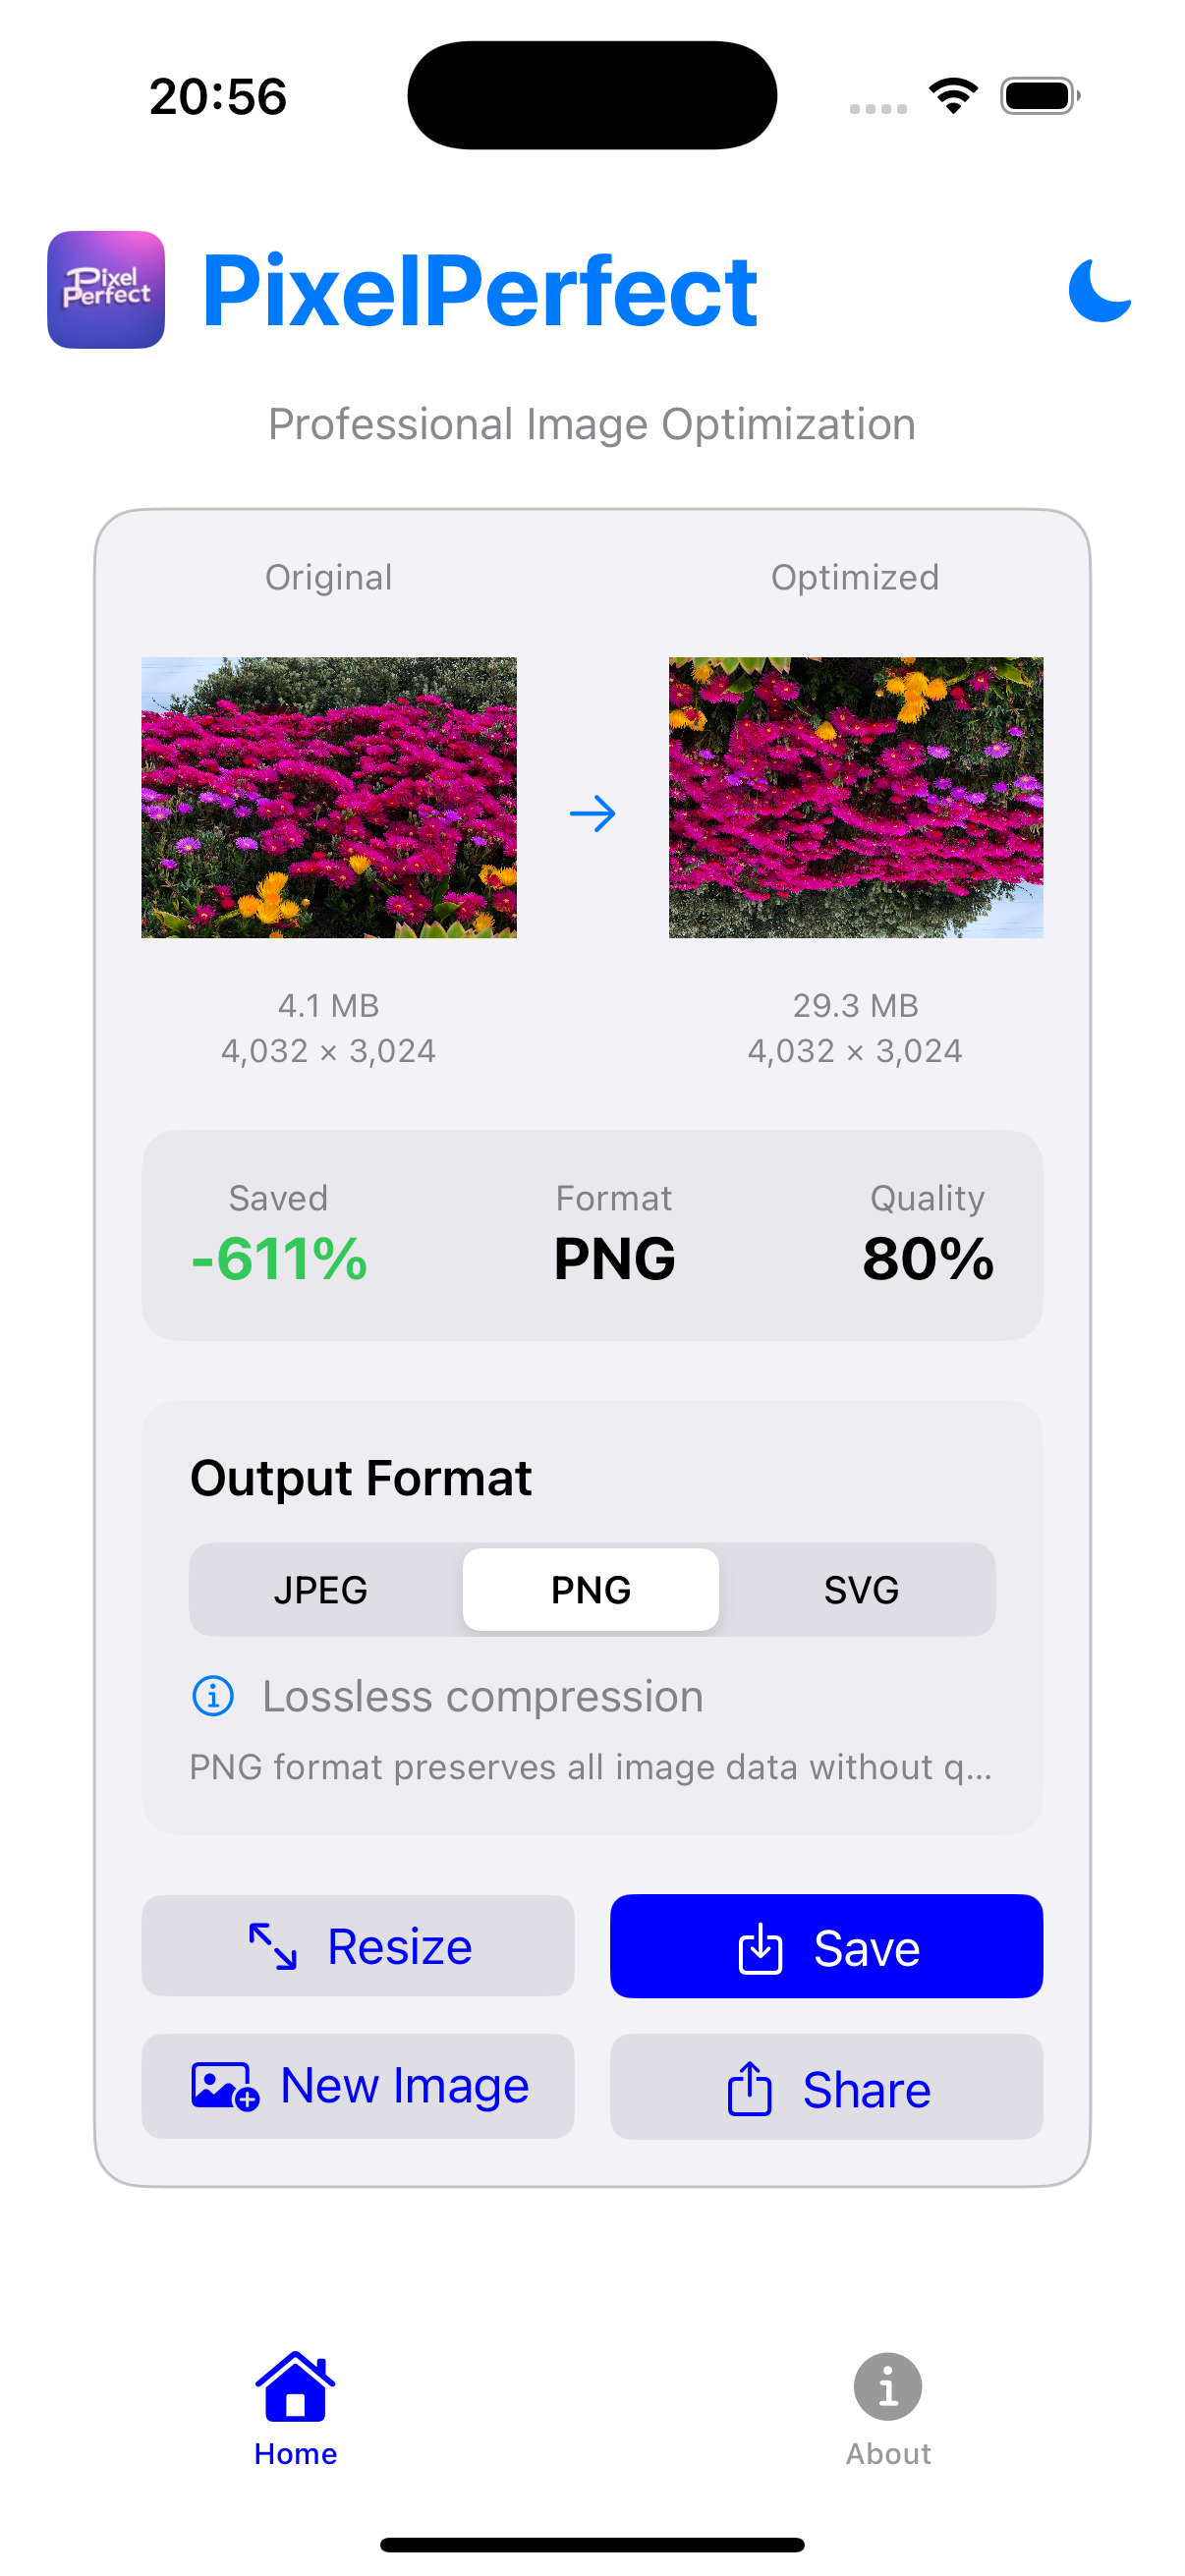 20:56
Pixel
Perfect
PixelPerfect
Professional Image Optimization
Original
Optimized
4.1 MB
4,032 × 3,024
29.3 MB
4,032 × 3,024
Saved
-611%
Format
PNG
Quality
80%
Output Format
JPEG
PNG
SVG
Lossless compression
PNG format preserves all image data without q...
Resize
Save
New Image
Share
Home
About